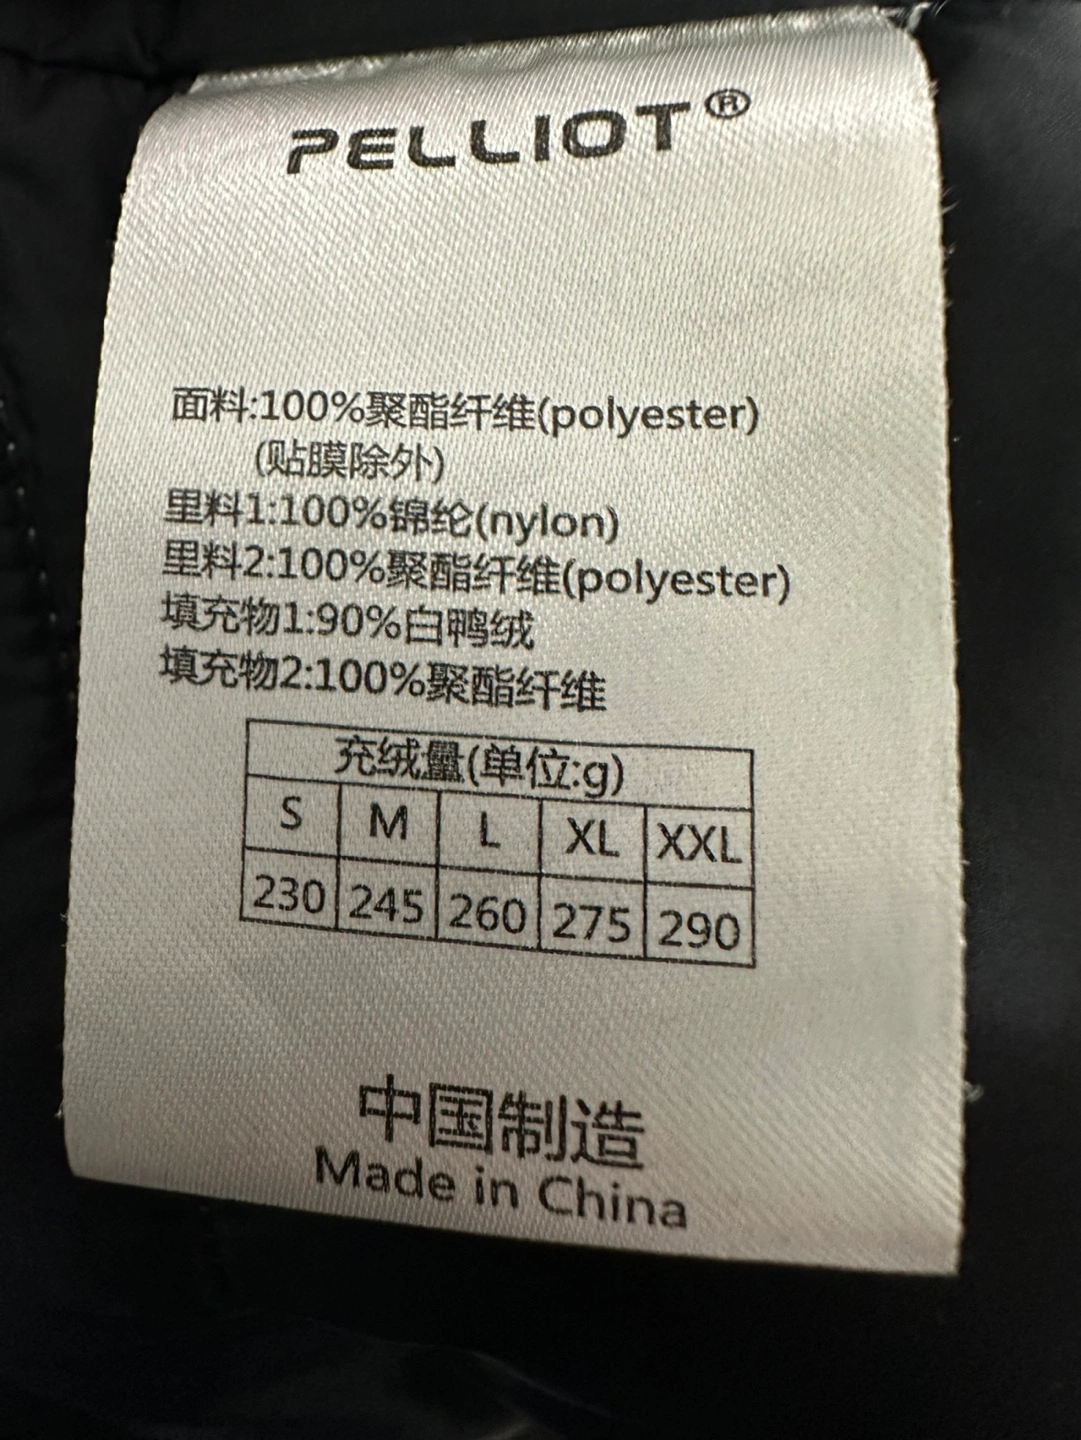 PELLIOT®
面料:100%聚酯纤维(polyester)
(贴膜除外)
里料1:100%锦纶(nylon)
里料2:100%聚酯纤维(polyester)
填充物1:90%白鸭绒
填充物2:100%聚酯纤维
充绒量(单位:g)
S M L XL XXL
230 245 260 275 290
中国制造
Made in China